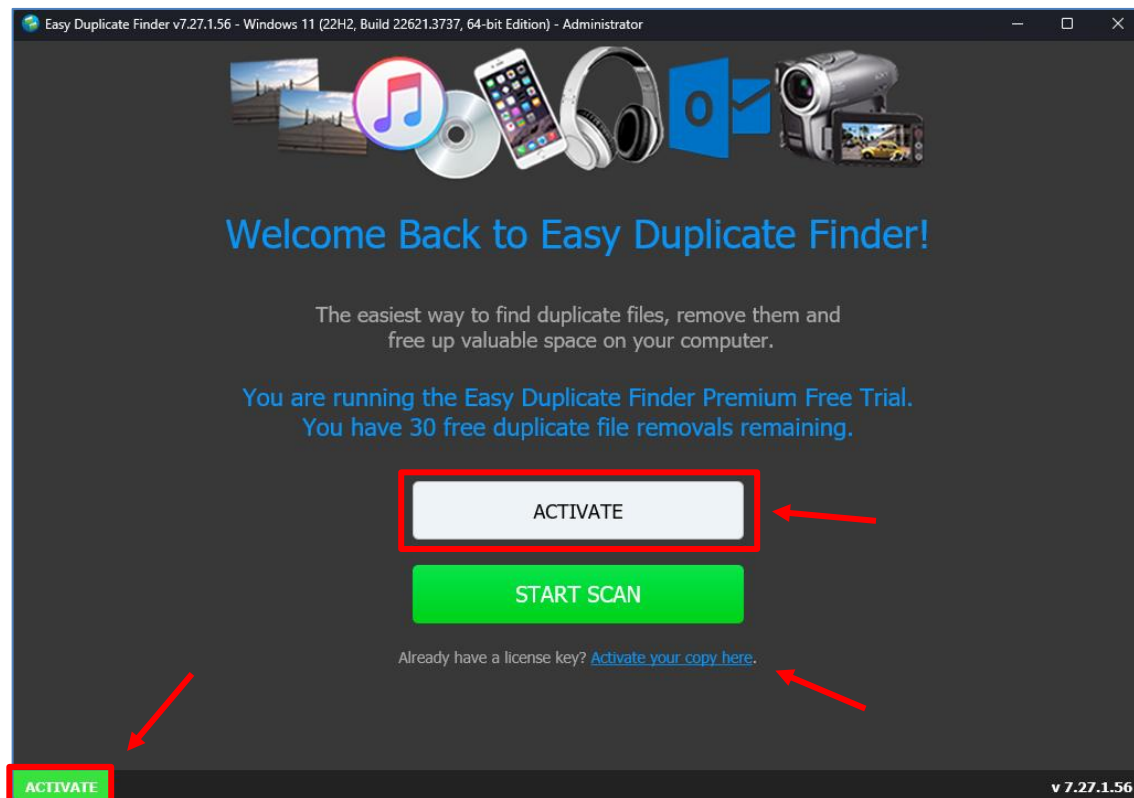 Easy Duplicate Finder v7.27.1.56 - Windows 11 (22H2, Build 22621.3737, 64-bit Edition) - Administrator
Welcome Back to Easy Duplicate Finder!
The easiest way to find duplicate files, remove them and
free up valuable space on your computer.
You are running the Easy Duplicate Finder Premium Free Trial.
You have 30 free duplicate file removals remaining.
ACTIVATE
START SCAN
Already have a license key? Activate your copy here.
ACTIVATE
v 7.27.1.56